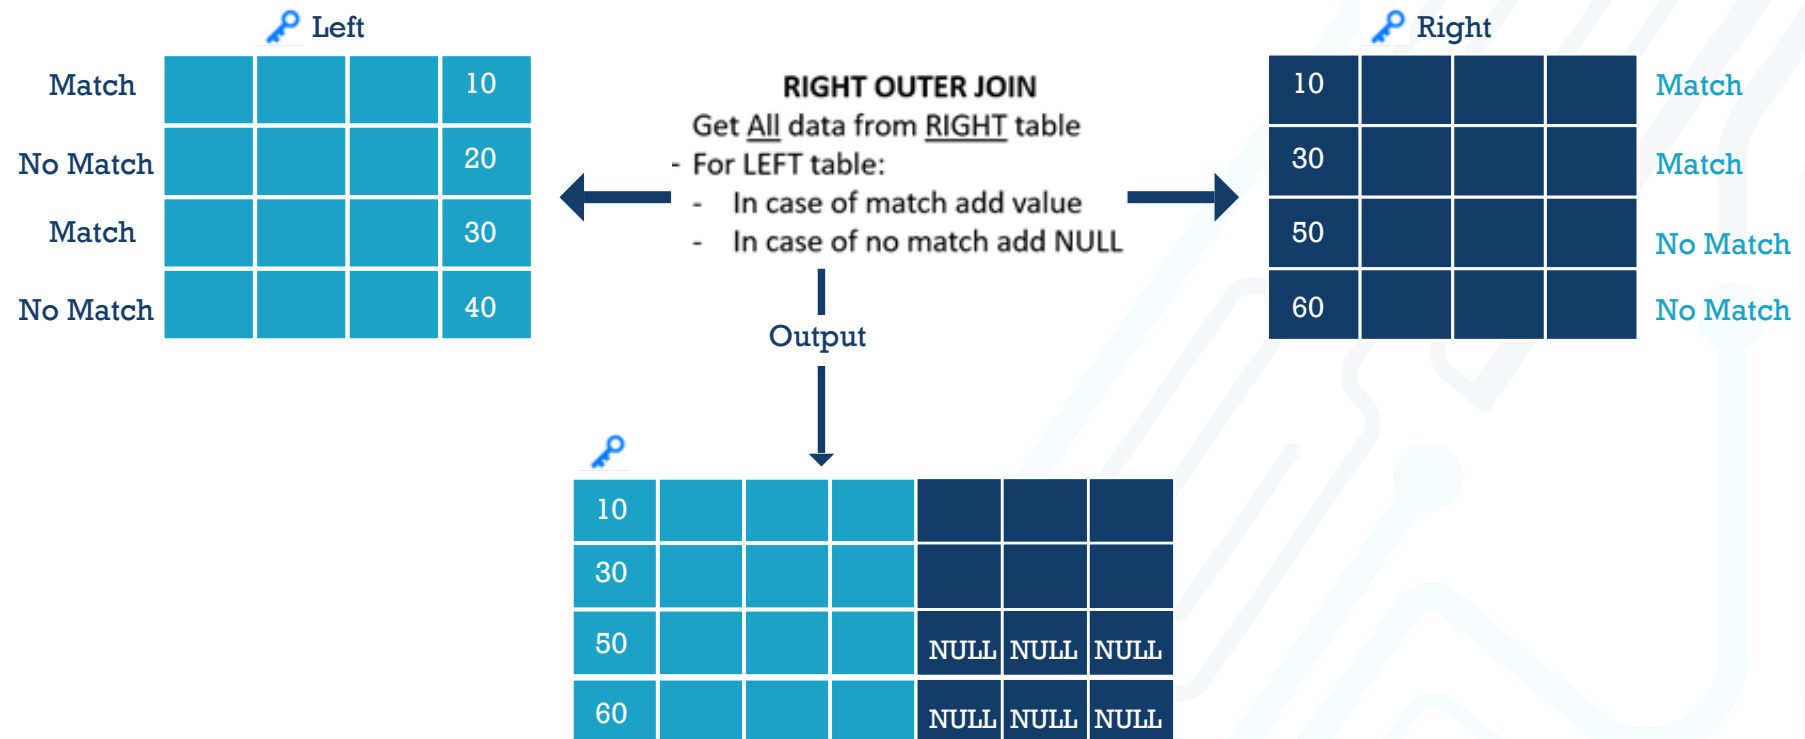 Left
Match
10
No Match
20
Match
30
No Match
40
RIGHT OUTER JOIN
Get All data from RIGHT table
- For LEFT table:
- In case of match add value
- In case of no match add NULL
Right
10
Match
30
Match
50
No Match
60
No Match
Output
10
30
50 NULL NULL NULL
60 NULL NULL NULL